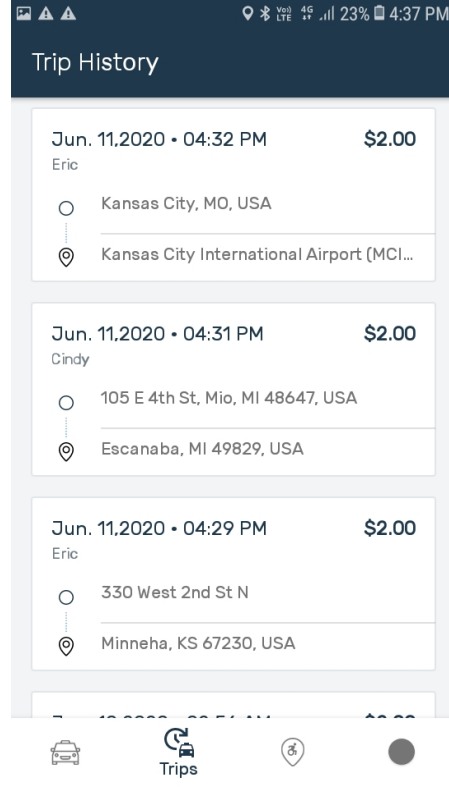 VoI) LTE 4G 23% 4:37 PM
Trip History
Jun. 11,2020 • 04:32 PM $2.00
Eric
Kansas City, MO, USA
Kansas City International Airport (MCI...
Jun. 11,2020 • 04:31 PM $2.00
Cindy
105 E 4th St, Mio, MI 48647, USA
Escanaba, MI 49829, USA
Jun. 11,2020 • 04:29 PM $2.00
Eric
330 West 2nd St N
Minneha, KS 67230, USA
Trips